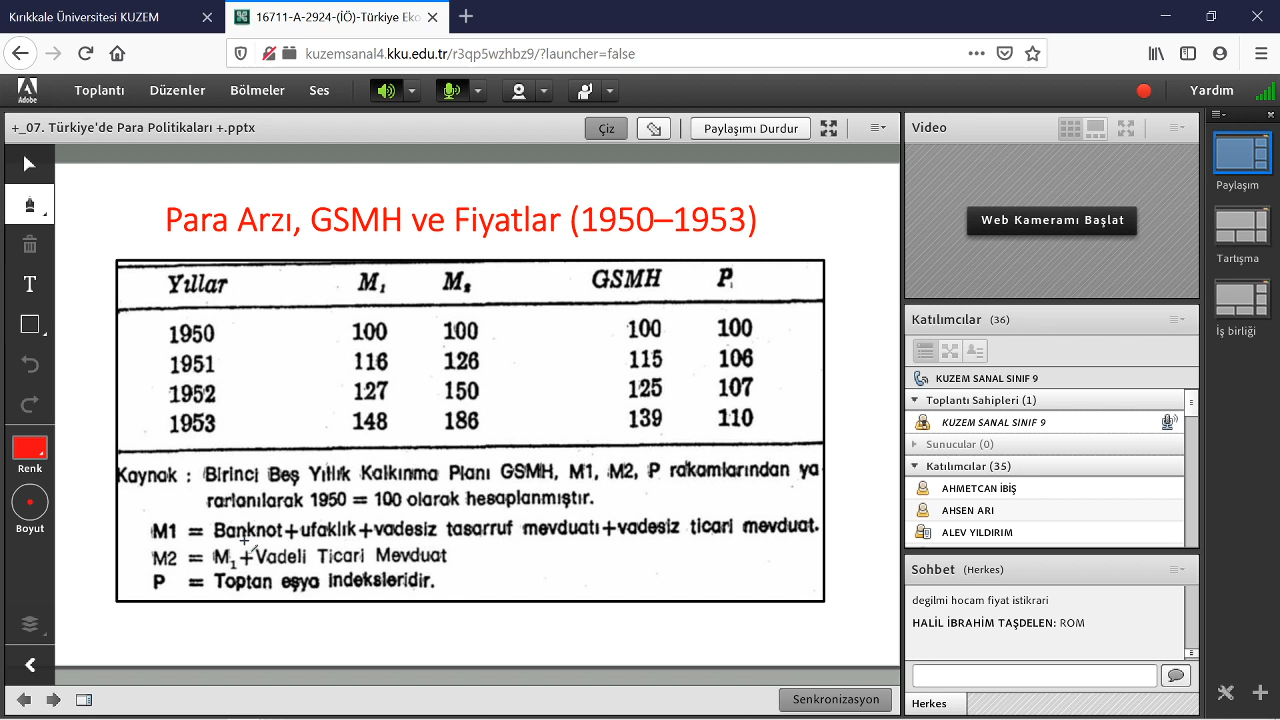 Kırıkkale Üniversitesi KUZEM
16711-A-2924-(İÖ)-Türkiye Eko
kuzemsanal4.kku.edu.tr/r3qp5wzhbz9/?launcher=false
Adobe
Toplantı Düzenler Bölmeler Ses
Yardım
+_07. Türkiye'de Para Politikaları +.pptx
Çiz
Paylaşımı Durdur
Para Arzı, GSMH ve Fiyatlar (1950–1953)
Yıllar M₁ M₂ GSMH P
1950 100 100 100 100
1951 116 126 115 106
1952 127 150 125 107
1953 148 186 139 110
Kaynak : Birinci Beş Yıllık Kalkınma Planı GSMH, M1, M2, P rakamlarından ya
rarlanılarak 1950 = 100 olarak hesaplanmıştır.
M1 = Banknot+ufaklık+vadesiz tasarruf mevduatı+vadesiz ticari mevduat.
M2 = M₁+Vadeli Ticari Mevduat
P = Toptan eşya indeksleridir.
Renk
Boyut
Senkronizasyon
Video
Web Kameramı Başlat
Katılımcılar (36)
KUZEM SANAL SINIF 9
Toplantı Sahipleri (1)
KUZEM SANAL SINIF 9
Sunucular (0)
Katılımcılar (35)
AHMETCAN İBİŞ
AHSEN ARI
ALEV YILDIRIM
Sohbet (Herkes)
degilmi hocam fiyat istikrari
HALİL İBRAHİM TAŞDELEN: ROM
Herkes
Paylaşım
Tartışma
İş birliği